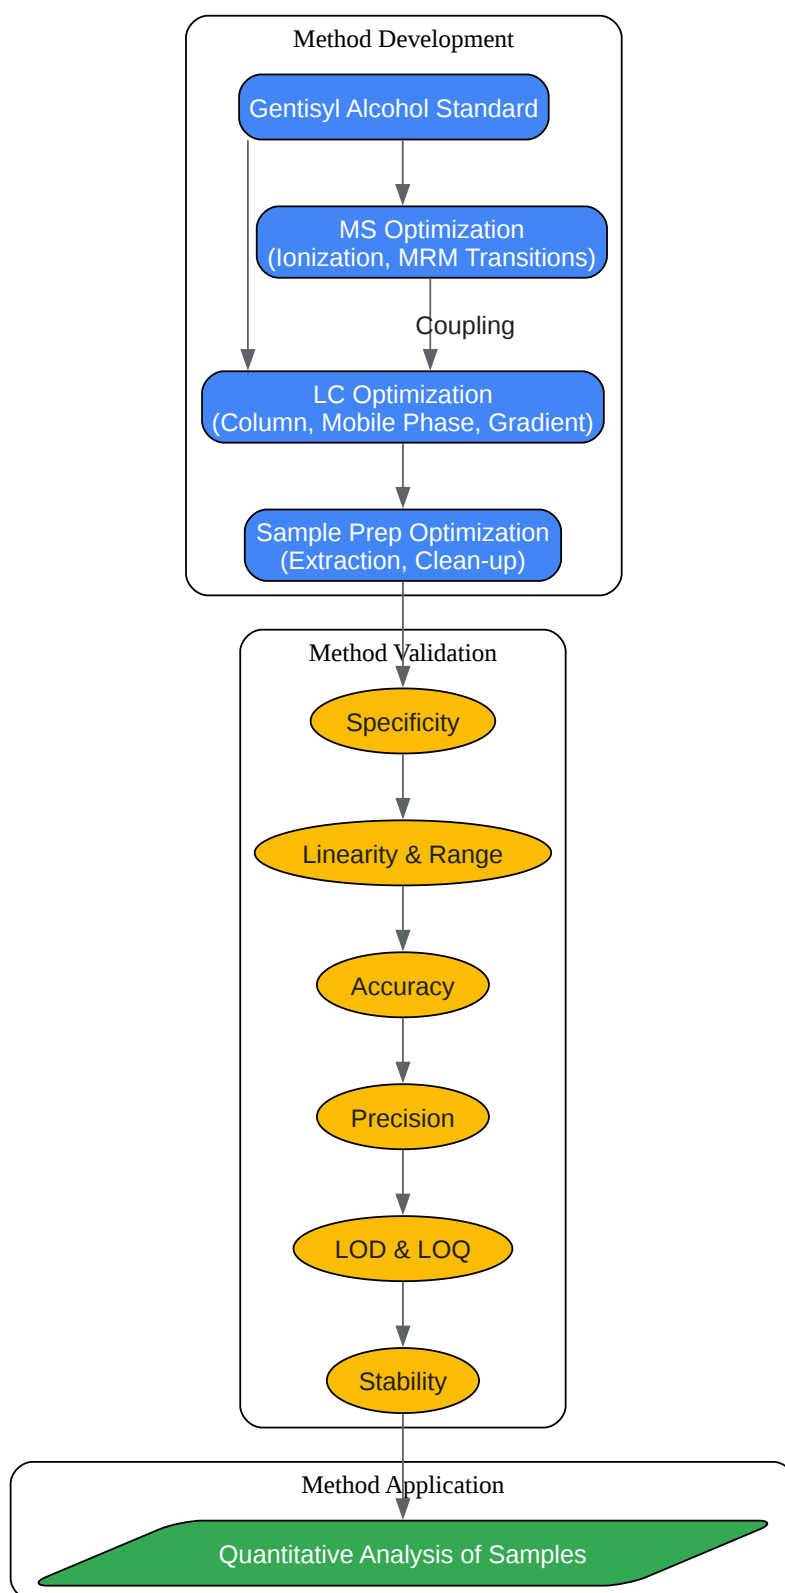 Method Development
Gentisyl Alcohol Standard
MS Optimization
(Ionization, MRM Transitions)
Coupling
LC Optimization
(Column, Mobile Phase, Gradient)
Sample Prep Optimization
(Extraction, Clean-up)
Method Validation
Specificity
Linearity & Range
Accuracy
Precision
LOD & LOQ
Stability
Method Application
Quantitative Analysis of Samples